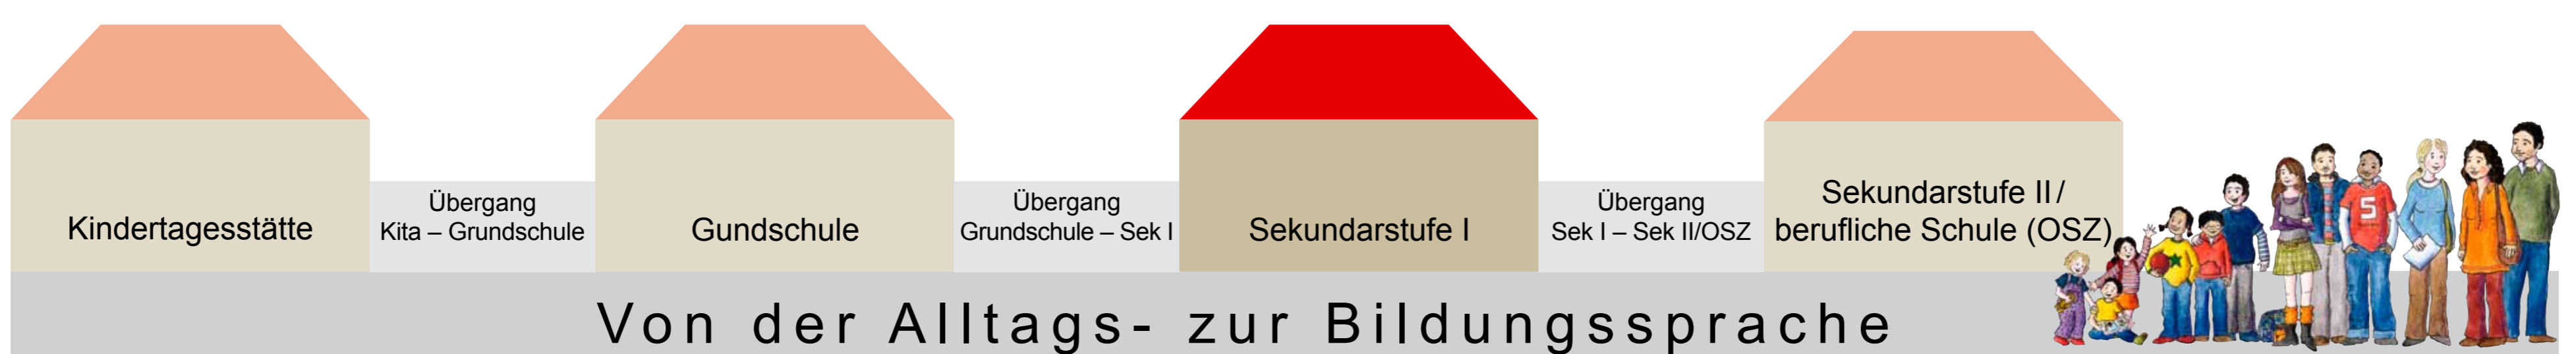 Kindertagesstätte
Übergang
Kita – Grundschule
Gundschule
Übergang
Grundschule – Sek I
Sekundarstufe I
Übergang
Sek I – Sek II/OSZ
Sekundarstufe II/
berufliche Schule (OSZ)
5
Von der Alltags- zur Bildungssprache